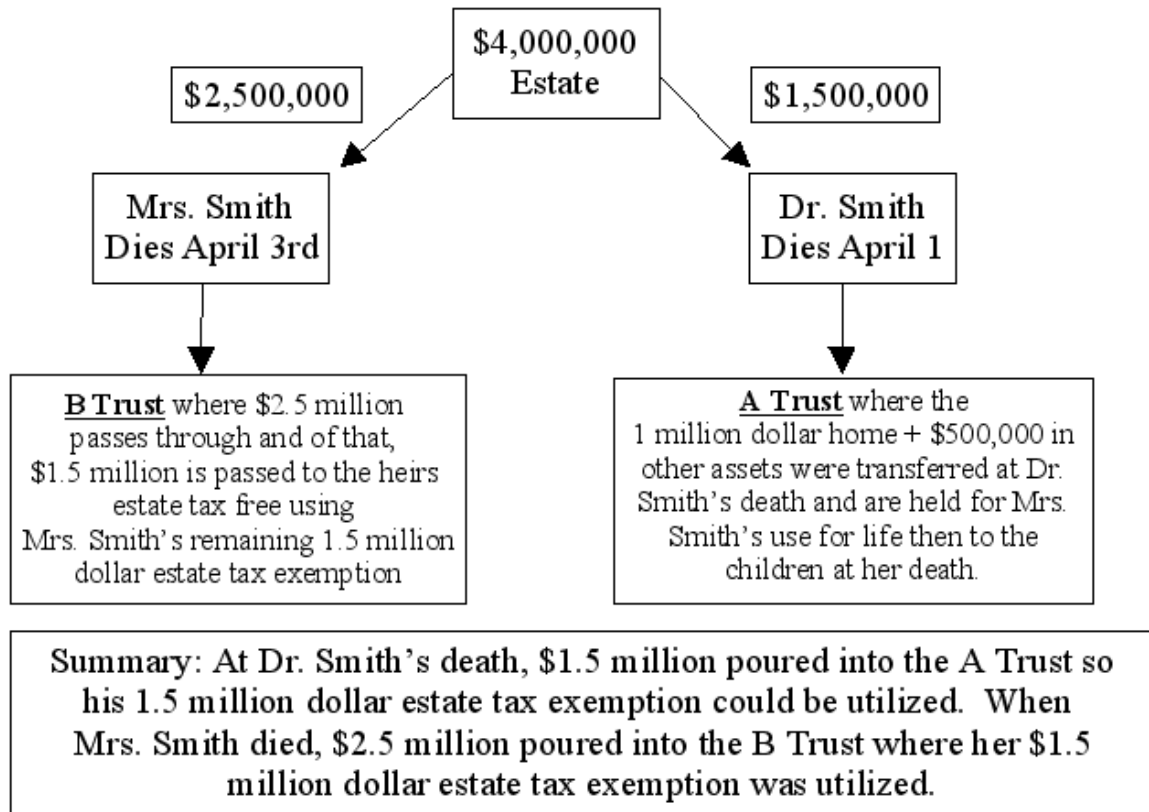 $4,000,000
Estate
$2,500,000
$1,500,000
Mrs. Smith
Dies April 3rd
Dr. Smith
Dies April 1
B Trust where $2.5 million
passes through and of that,
$1.5 million is passed to the heirs
estate tax free using
Mrs. Smith's remaining 1.5 million
dollar estate tax exemption
A Trust where the
1 million dollar home + $500,000 in
other assets were transferred at Dr.
Smith's death and are held for Mrs.
Smith's use for life then to the
children at her death.
Summary: At Dr. Smith's death, $1.5 million poured into the A Trust so
his 1.5 million dollar estate tax exemption could be utilized.  When
Mrs. Smith died, $2.5 million poured into the B Trust where her $1.5
million dollar estate tax exemption was utilized.